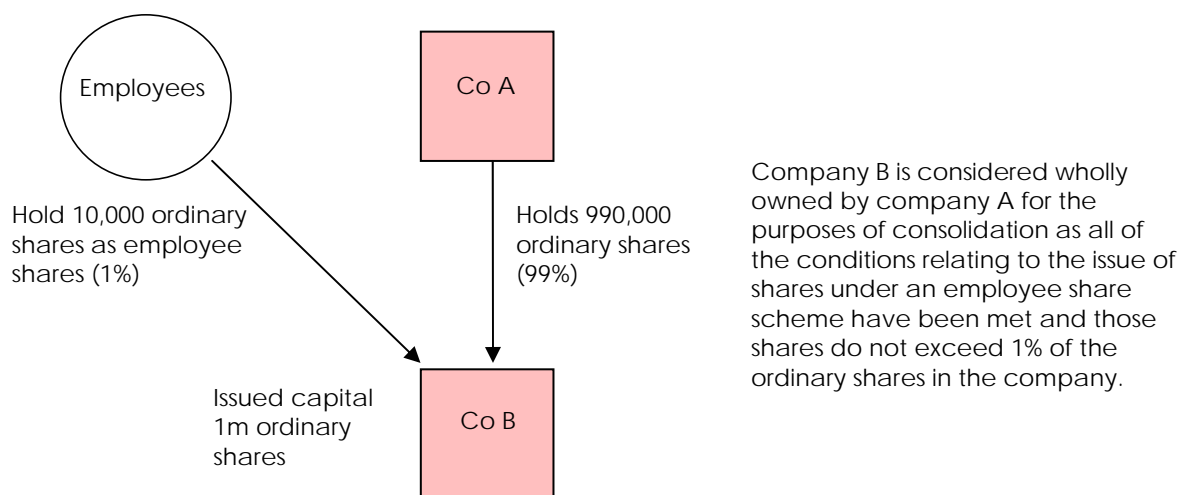 Employees
Co A
Hold 10,000 ordinary
shares as employee
shares (1%)
Holds 990,000
ordinary shares
(99%)
Company B is considered wholly
owned by company A for the
purposes of consolidation as all of
the conditions relating to the issue of
shares under an employee share
scheme have been met and those
shares do not exceed 1% of the
ordinary shares in the company.
Issued capital
1m ordinary
shares
Co B